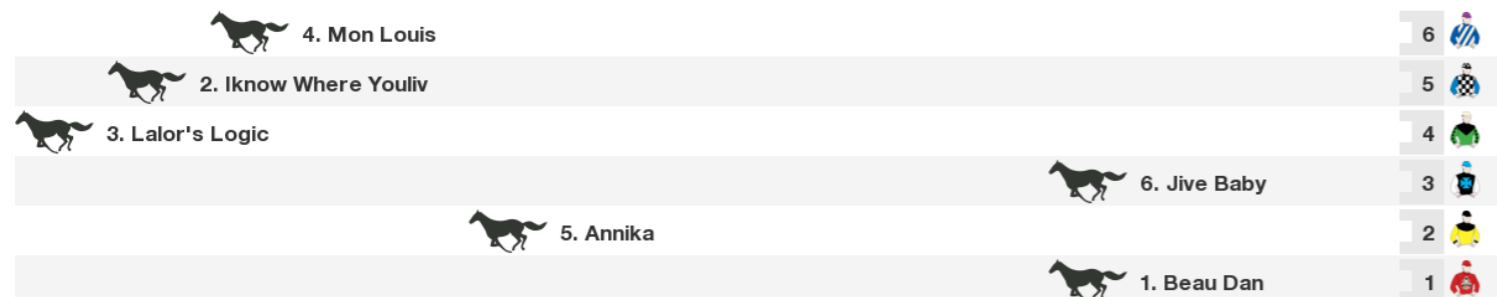 4. Mon Louis 6
2. Iknow Where Youliv 5
3. Lalor's Logic 4
6. Jive Baby 3
5. Annika 2
1. Beau Dan 1